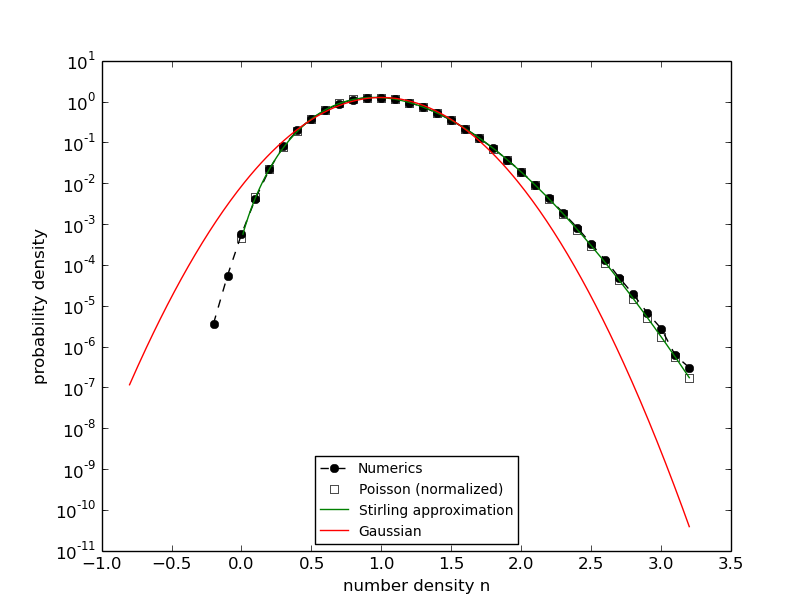 10^1
10^0
10^-1
10^-2
10^-3
10^-4
10^-5
10^-6
10^-7
10^-8
10^-9
10^-10
10^-11
probability density
Numerics
Poisson (normalized)
Stirling approximation
Gaussian
−1.0 −0.5 0.0 0.5 1.0 1.5 2.0 2.5 3.0 3.5
number density n